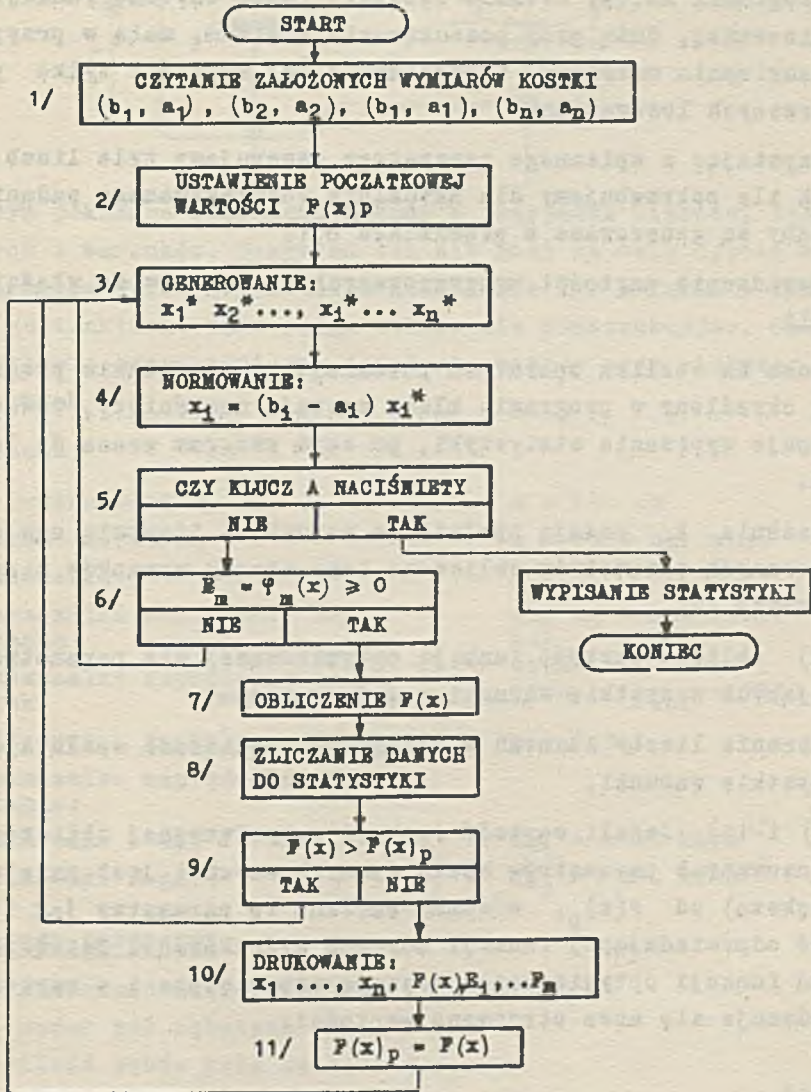 START
1/
CZYTANIE ZAŁOŻONYCH WYMIARÓW KOSTKI
(b₁, a₁) , (b₂, a₂), (b₁, a₁), (bₙ, aₙ)
2/
USTAWIENIE POCZĄTKOWEJ
WARTOŚCI F(x)p
3/
GENEROWANIE:
x₁* x₂*..., xᵢ*... xₙ*
4/
NORMOWANIE:
xᵢ = (bᵢ - aᵢ) xᵢ*
5/
CZY KLUCZ A NACIŚNIETY
NIE TAK
6/
Eₘ = φₘ(x) ⩾ 0
NIE TAK
WYPISANIE STATYSTYKI
KONIEC
7/
OBLICZENIE F(x)
8/
ZLICZANIE DANYCH
DO STATYSTYKI
9/
F(x) > F(x)ₚ
TAK NIE
10/
DRUKOWANIE:
x₁ ..., xₙ, F(x),E₁,..Fₘ
11/
F(x)ₚ = F(x)